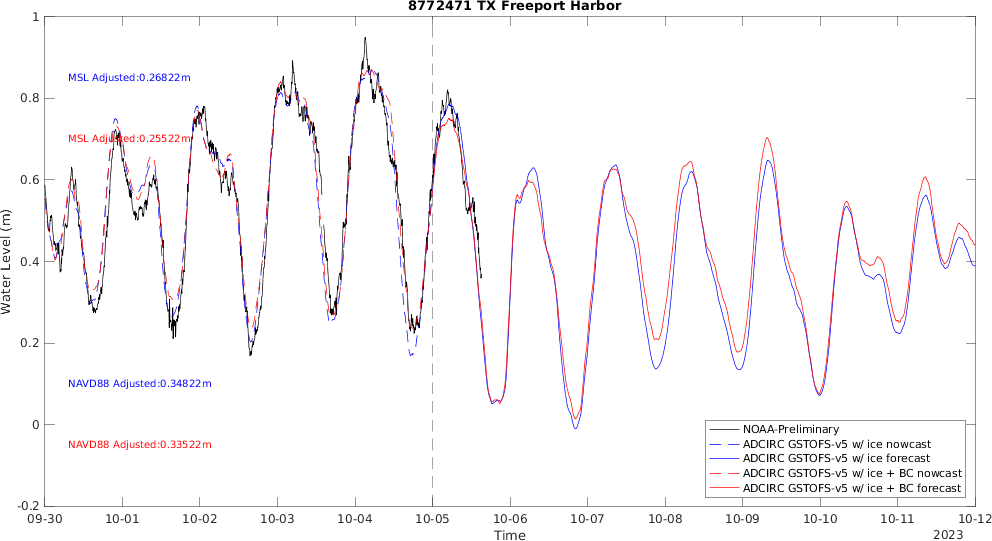 8772471 TX Freeport Harbor
1
0.8
0.6
0.4
0.2
0
-0.2
Water Level (m)
MSL Adjusted:0.26822m
MSL Adjusted:0.25522m
NAVD88 Adjusted:0.34822m
NAVD88 Adjusted:0.33522m
NOAA-Preliminary
ADCIRC GSTOFS-v5 w/ ice nowcast
ADCIRC GSTOFS-v5 w/ ice forecast
ADCIRC GSTOFS-v5 w/ ice + BC nowcast
ADCIRC GSTOFS-v5 w/ ice + BC forecast
09-30 10-01 10-02 10-03 10-04 10-05 10-06 10-07 10-08 10-09 10-10 10-11 10-12
Time
2023